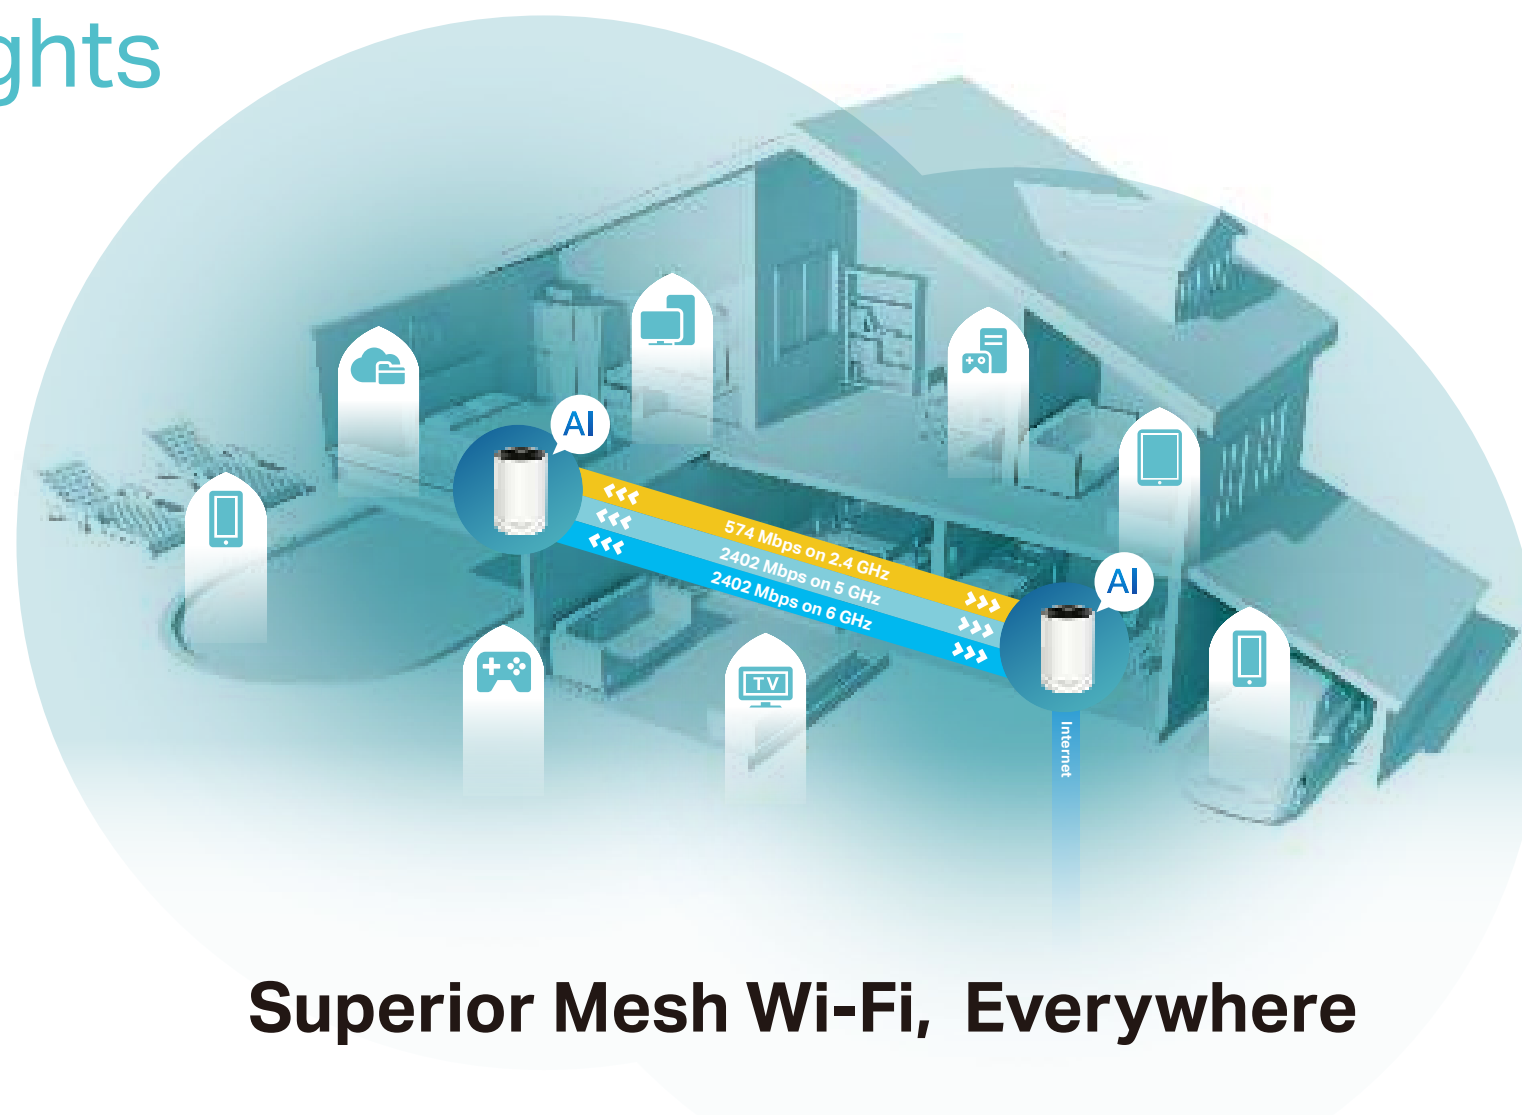 ghts
AI
574 Mbps on 2.4 GHz
2402 Mbps on 5 GHz
2402 Mbps on 6 GHz
AI
TV
Internet
Superior Mesh Wi-Fi, Everywhere